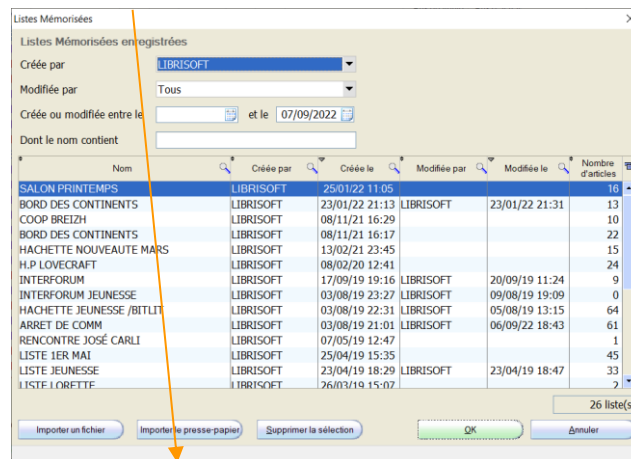 Listes Mémorisées
Listes Mémorisées enregistrées
Créée par LIBRISOFT
Modifiée par Tous
Créée ou modifiée entre le et le 07/09/2022
Dont le nom contient
Nom Créée par Créée le Modifiée par Modifiée le Nombre d'articles
SALON PRINTEMPS LIBRISOFT 25/01/22 11:05 16
BORD DES CONTINENTS LIBRISOFT 23/01/22 21:13 LIBRISOFT 23/01/22 21:31 13
COOP BREIZH LIBRISOFT 08/11/21 16:29 10
BORD DES CONTINENTS LIBRISOFT 08/11/21 16:17 22
HACHETTE NOUVEAUTE MARS LIBRISOFT 13/02/21 23:45 15
H.P LOVECRAFT LIBRISOFT 08/02/20 12:41 24
INTERFORUM LIBRISOFT 17/09/19 19:16 LIBRISOFT 20/09/19 11:24 9
INTERFORUM JEUNESSE LIBRISOFT 03/08/19 23:27 LIBRISOFT 09/08/19 19:09 0
HACHETTE JEUNESSE /BITLIT LIBRISOFT 03/08/19 22:31 LIBRISOFT 05/08/19 13:15 64
ARRET DE COMM LIBRISOFT 03/08/19 21:01 LIBRISOFT 06/09/22 18:43 61
RENCONTRE JOSÉ CARLI LIBRISOFT 07/05/19 12:47 1
LISTE 1ER MAI LIBRISOFT 25/04/19 15:35 45
LISTE JEUNESSE LIBRISOFT 23/04/19 18:29 LIBRISOFT 23/04/19 18:47 33
LISTE LORETTE LIBRISOFT 26/03/19 15:07 2
26 liste(s
Importer un fichier Importer le presse-papier Supprimer la sélection OK Annuler